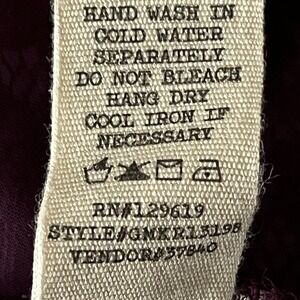 HAND WASH IN
COLD WATER
SEPARATELY
DO NOT BLEACH
HANG DRY
COOL IRON IF
NECESSARY
RN#129619
STYLE#GMKR13198
VENDOR#37840